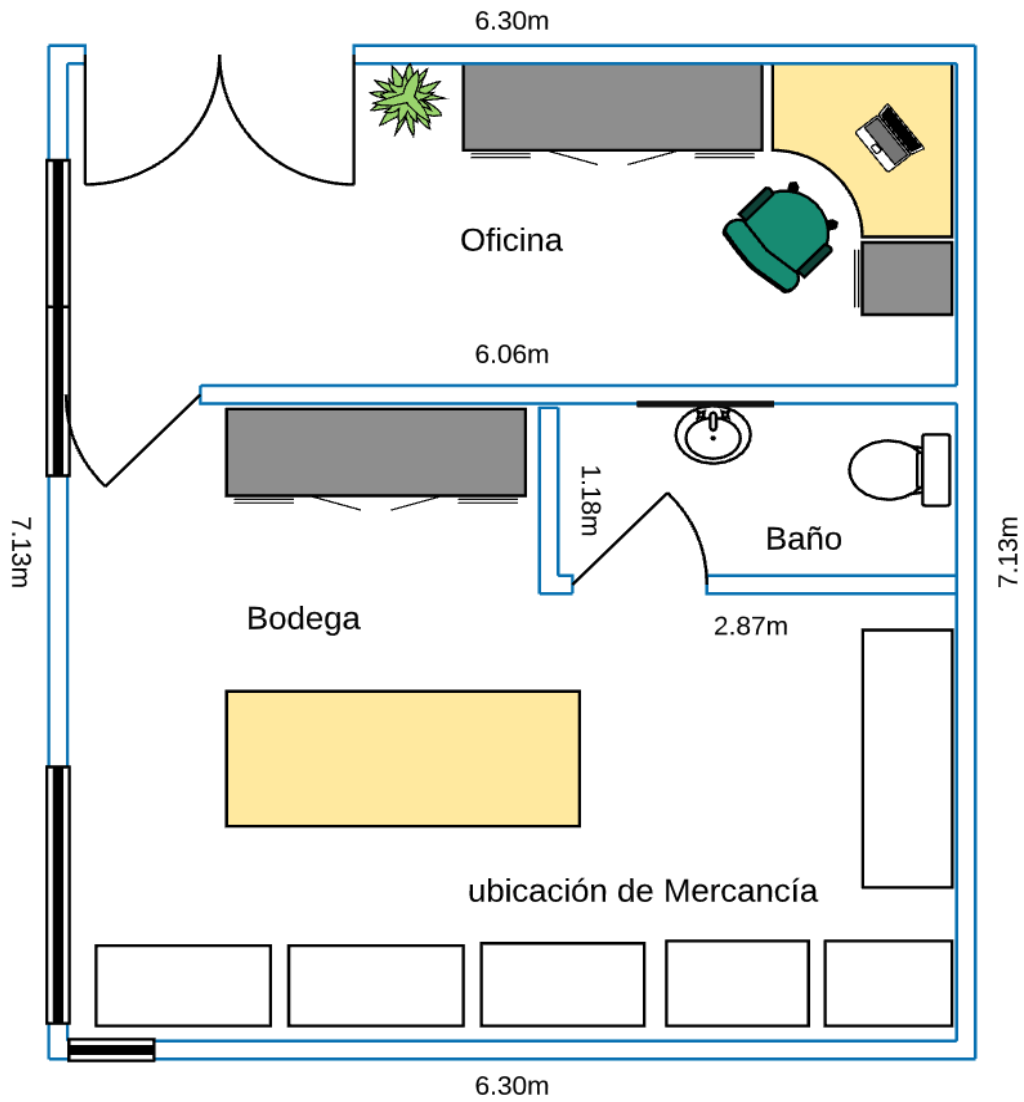 6.30m
Oficina
6.06m
1.18m
7.13m
7.13m
Baño
Bodega
2.87m
ubicación de Mercancía
6.30m